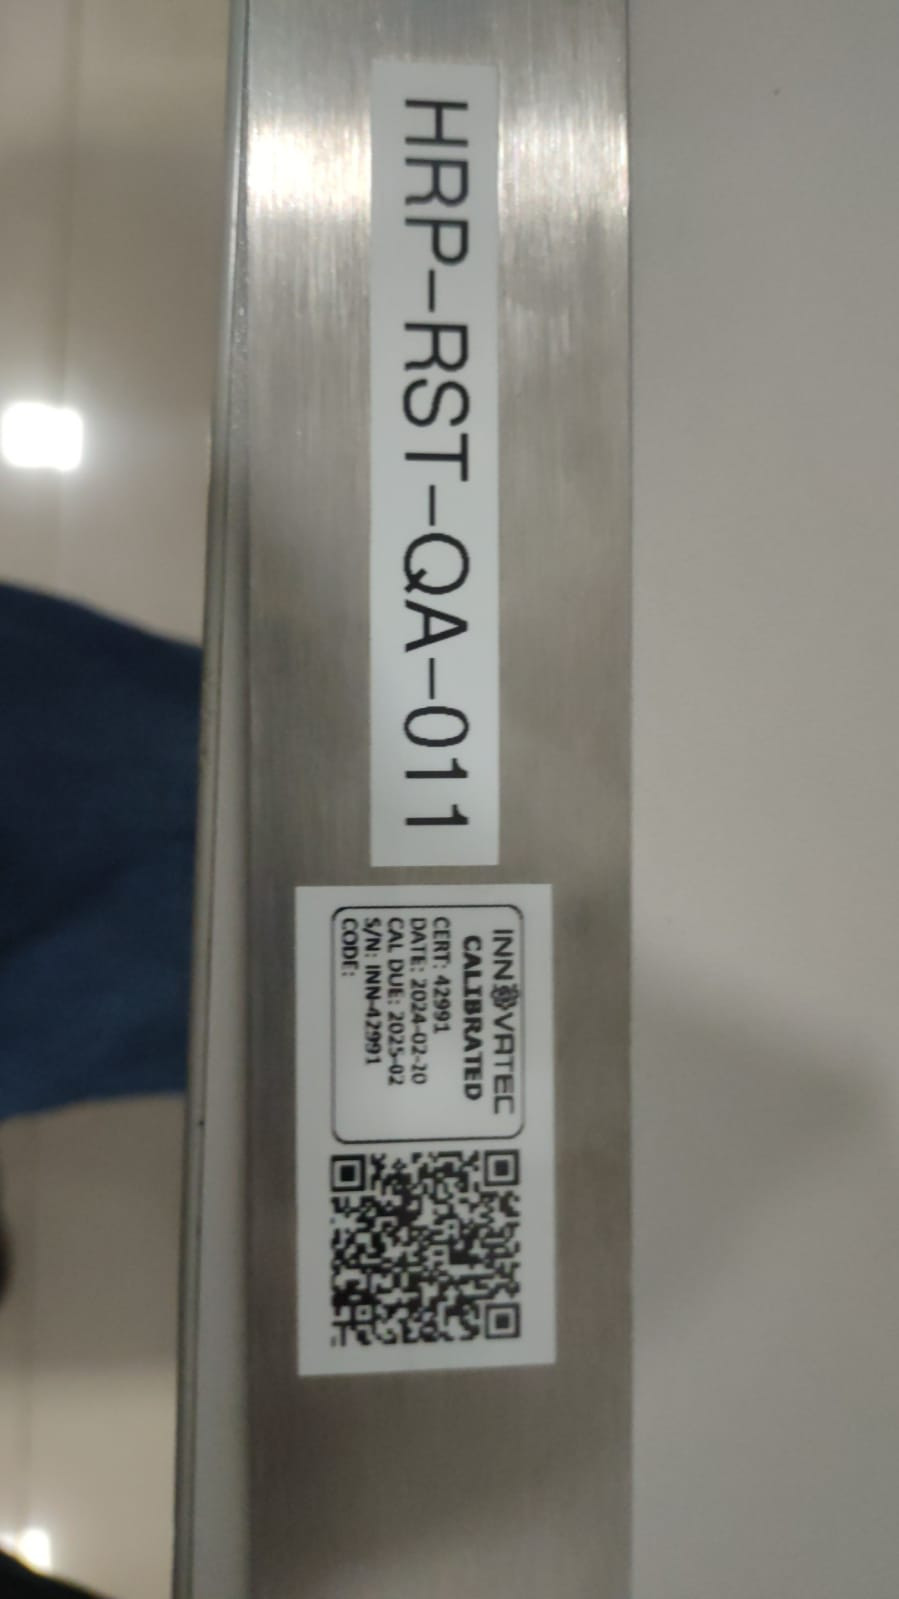 HRP-RST-QA-011
INNOVATEC
CALIBRATED
CERT: 42991
DATE: 2024-02-20
CAL DUE: 2025-02
S/N: INN-42991
CODE: